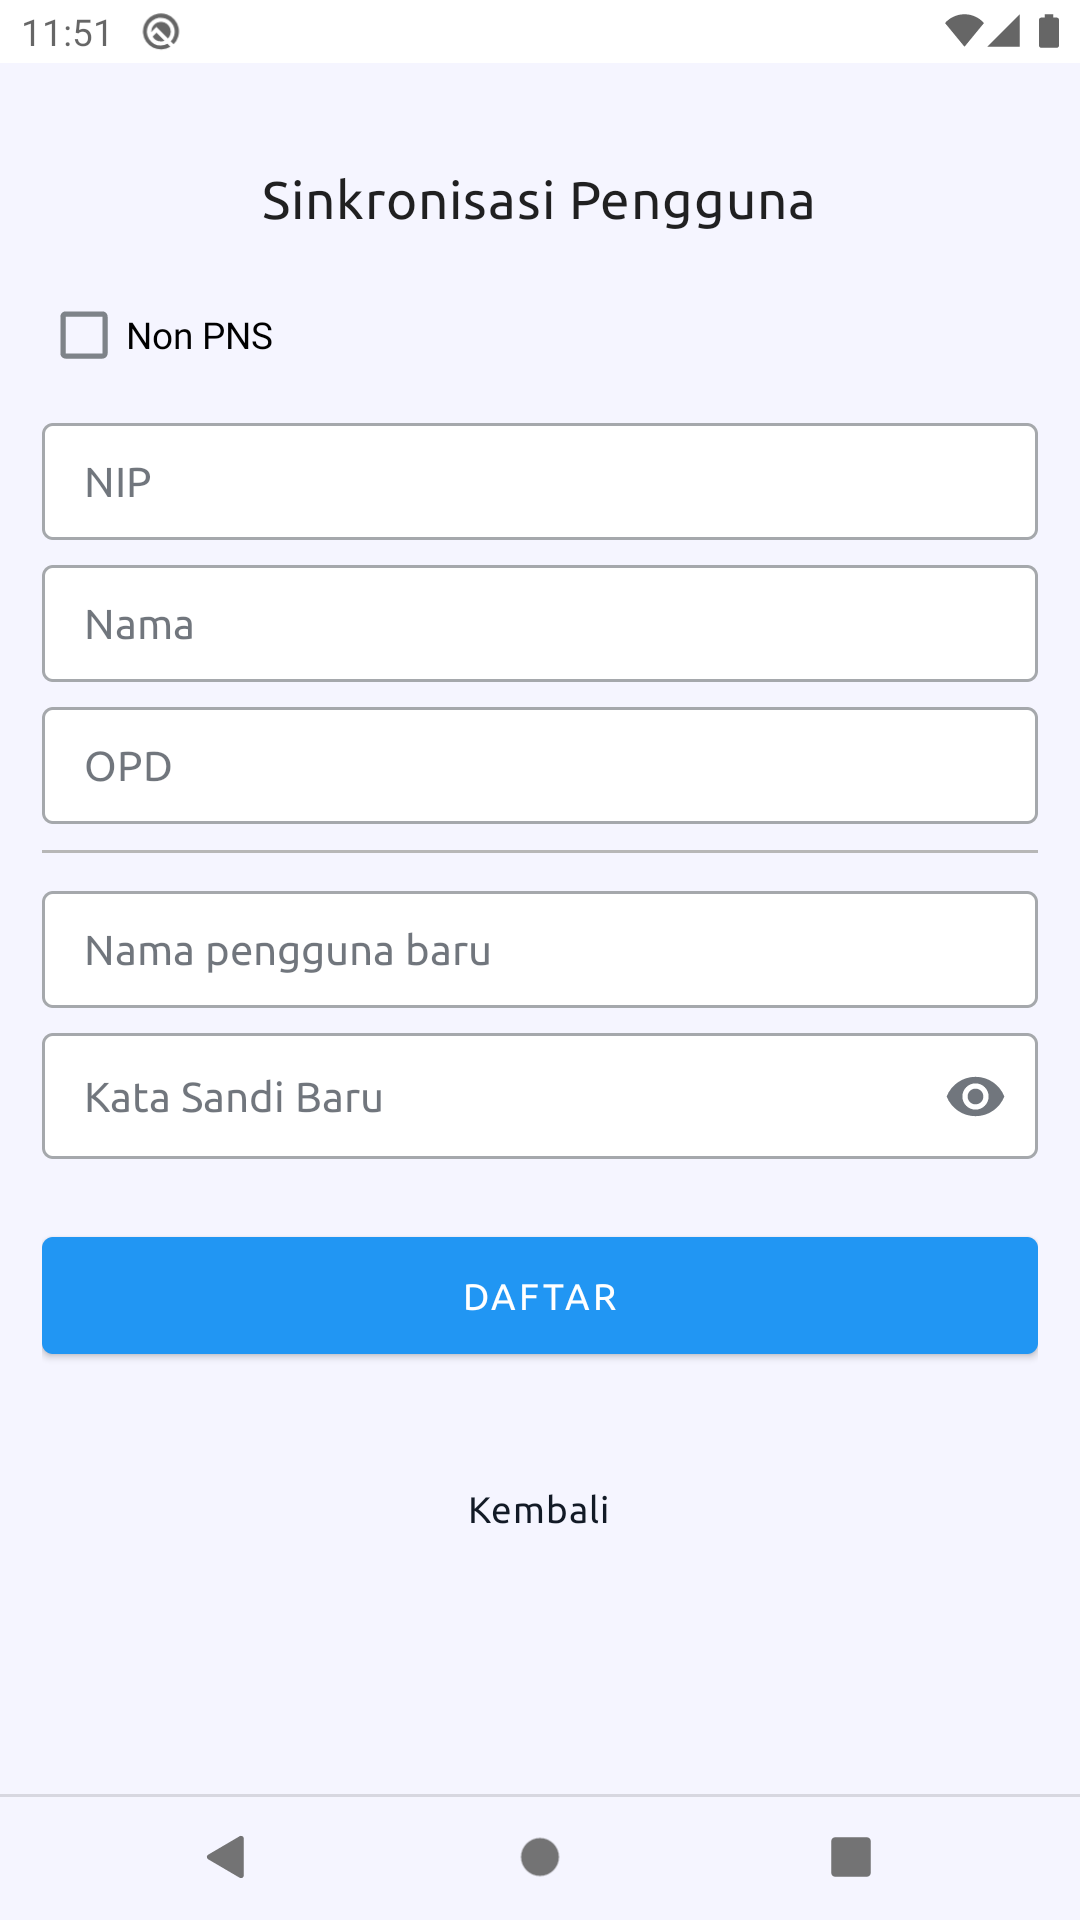 11:51
Sinkronisasi Pengguna
Non PNS
NIP
Nama
OPD
Nama pengguna baru
Kata Sandi Baru
DAFTAR
Kembali